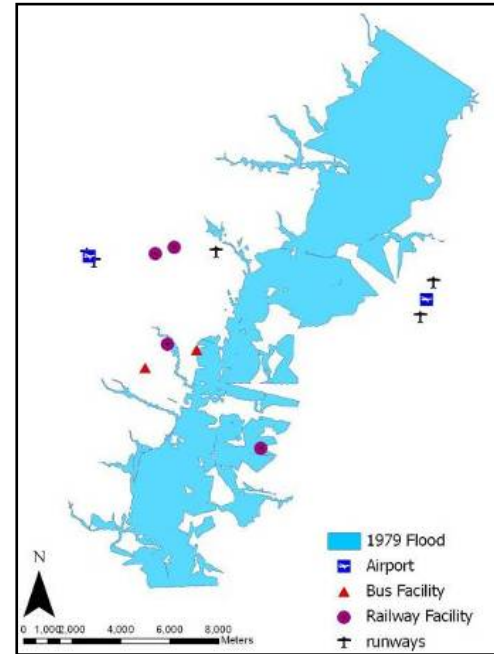 1979 Flood
Airport
Bus Facility
Railway Facility
runways
N
0 1,000 2,000 4,000 6,000 8,000
Meters